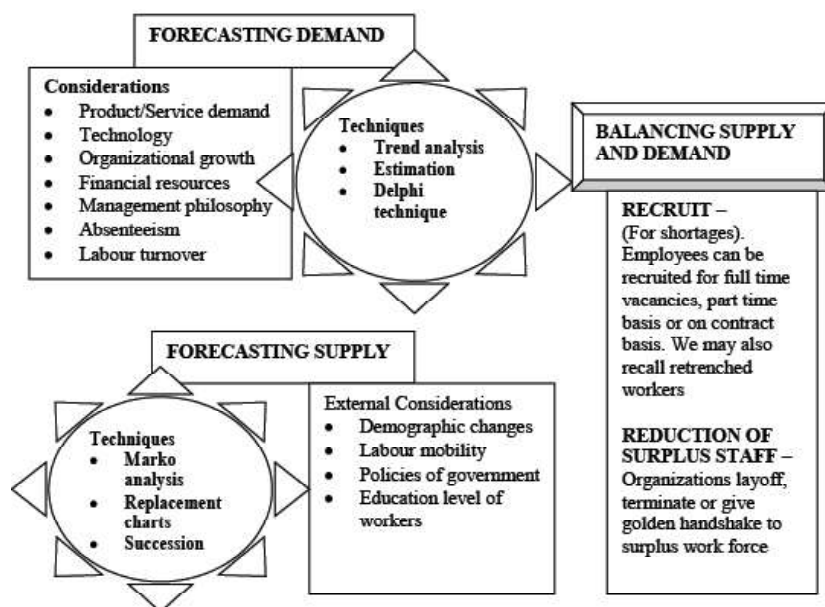 FORECASTING DEMAND
Considerations
• Product/Service demand
• Technology
• Organizational growth
• Financial resources
• Management philosophy
• Absenteeism
• Labour turnover
Techniques
• Trend analysis
• Estimation
• Delphi
technique
BALANCING SUPPLY
AND DEMAND
RECRUIT –
(For shortages).
Employees can be
recruited for full time
vacancies, part time
basis or on contract
basis. We may also
recall retrenched
workers
REDUCTION OF
SURPLUS STAFF –
Organizations layoff,
terminate or give
golden handshake to
surplus work force
FORECASTING SUPPLY
Techniques
• Marko
analysis
• Replacement
charts
• Succession
External Considerations
• Demographic changes
• Labour mobility
• Policies of government
• Education level of
workers